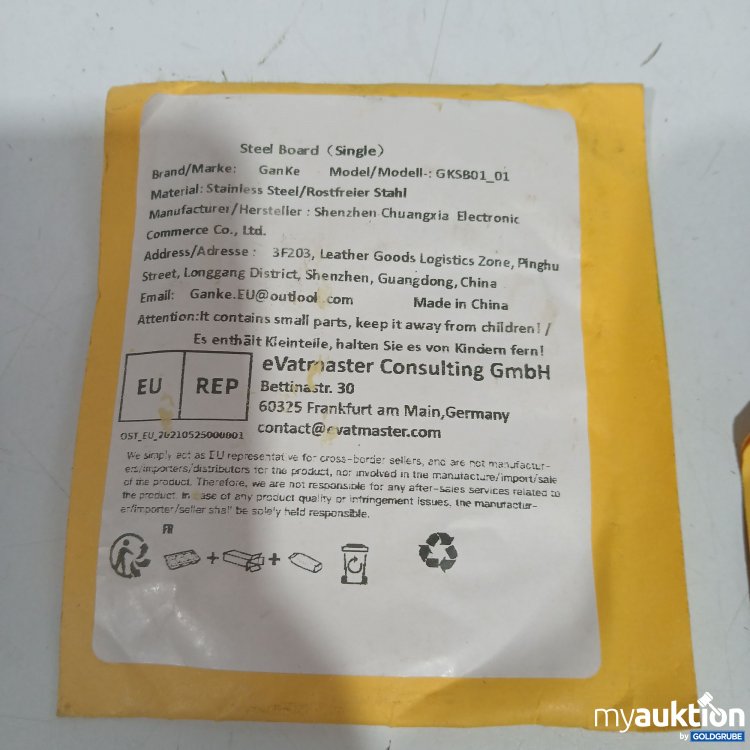 Steel Board（Single）
Brand/Marke: GanKe Model/Modell-: GKSB01_01
Material: Stainless Steel/Rostfreier Stahl
Manufacturer/Hersteller : Shenzhen Chuangxia Electronic
Commerce Co., Ltd.
Address/Adresse : 3F203, Leather Goods Logistics Zone, Pinghu
Street, Longgang District, Shenzhen, Guangdong, China
Email: Ganke.EU@outlook.com Made in China
Attention:It contains small parts, keep it away from children! /
Es enthält Kleinteile, halten Sie es von Kindern fern!
EU REP
eVatmaster Consulting GmbH
Bettinastr. 30
60325 Frankfurt am Main,Germany
contact@evatmaster.com
OST_EU_20210525000001
We simply act as EU representative for cross-border sellers, and are not manufactur-
ers/importers/distributors for the product, nor involved in the manufacture/import/sale
of the product. Therefore, we are not responsible for any after-sales services related to
the product. In case of any product quality or infringement issues, the manufactur-
er/importer/seller shall be solely held responsible.
FR
+ +
myauktion
by GOLDGRUBE